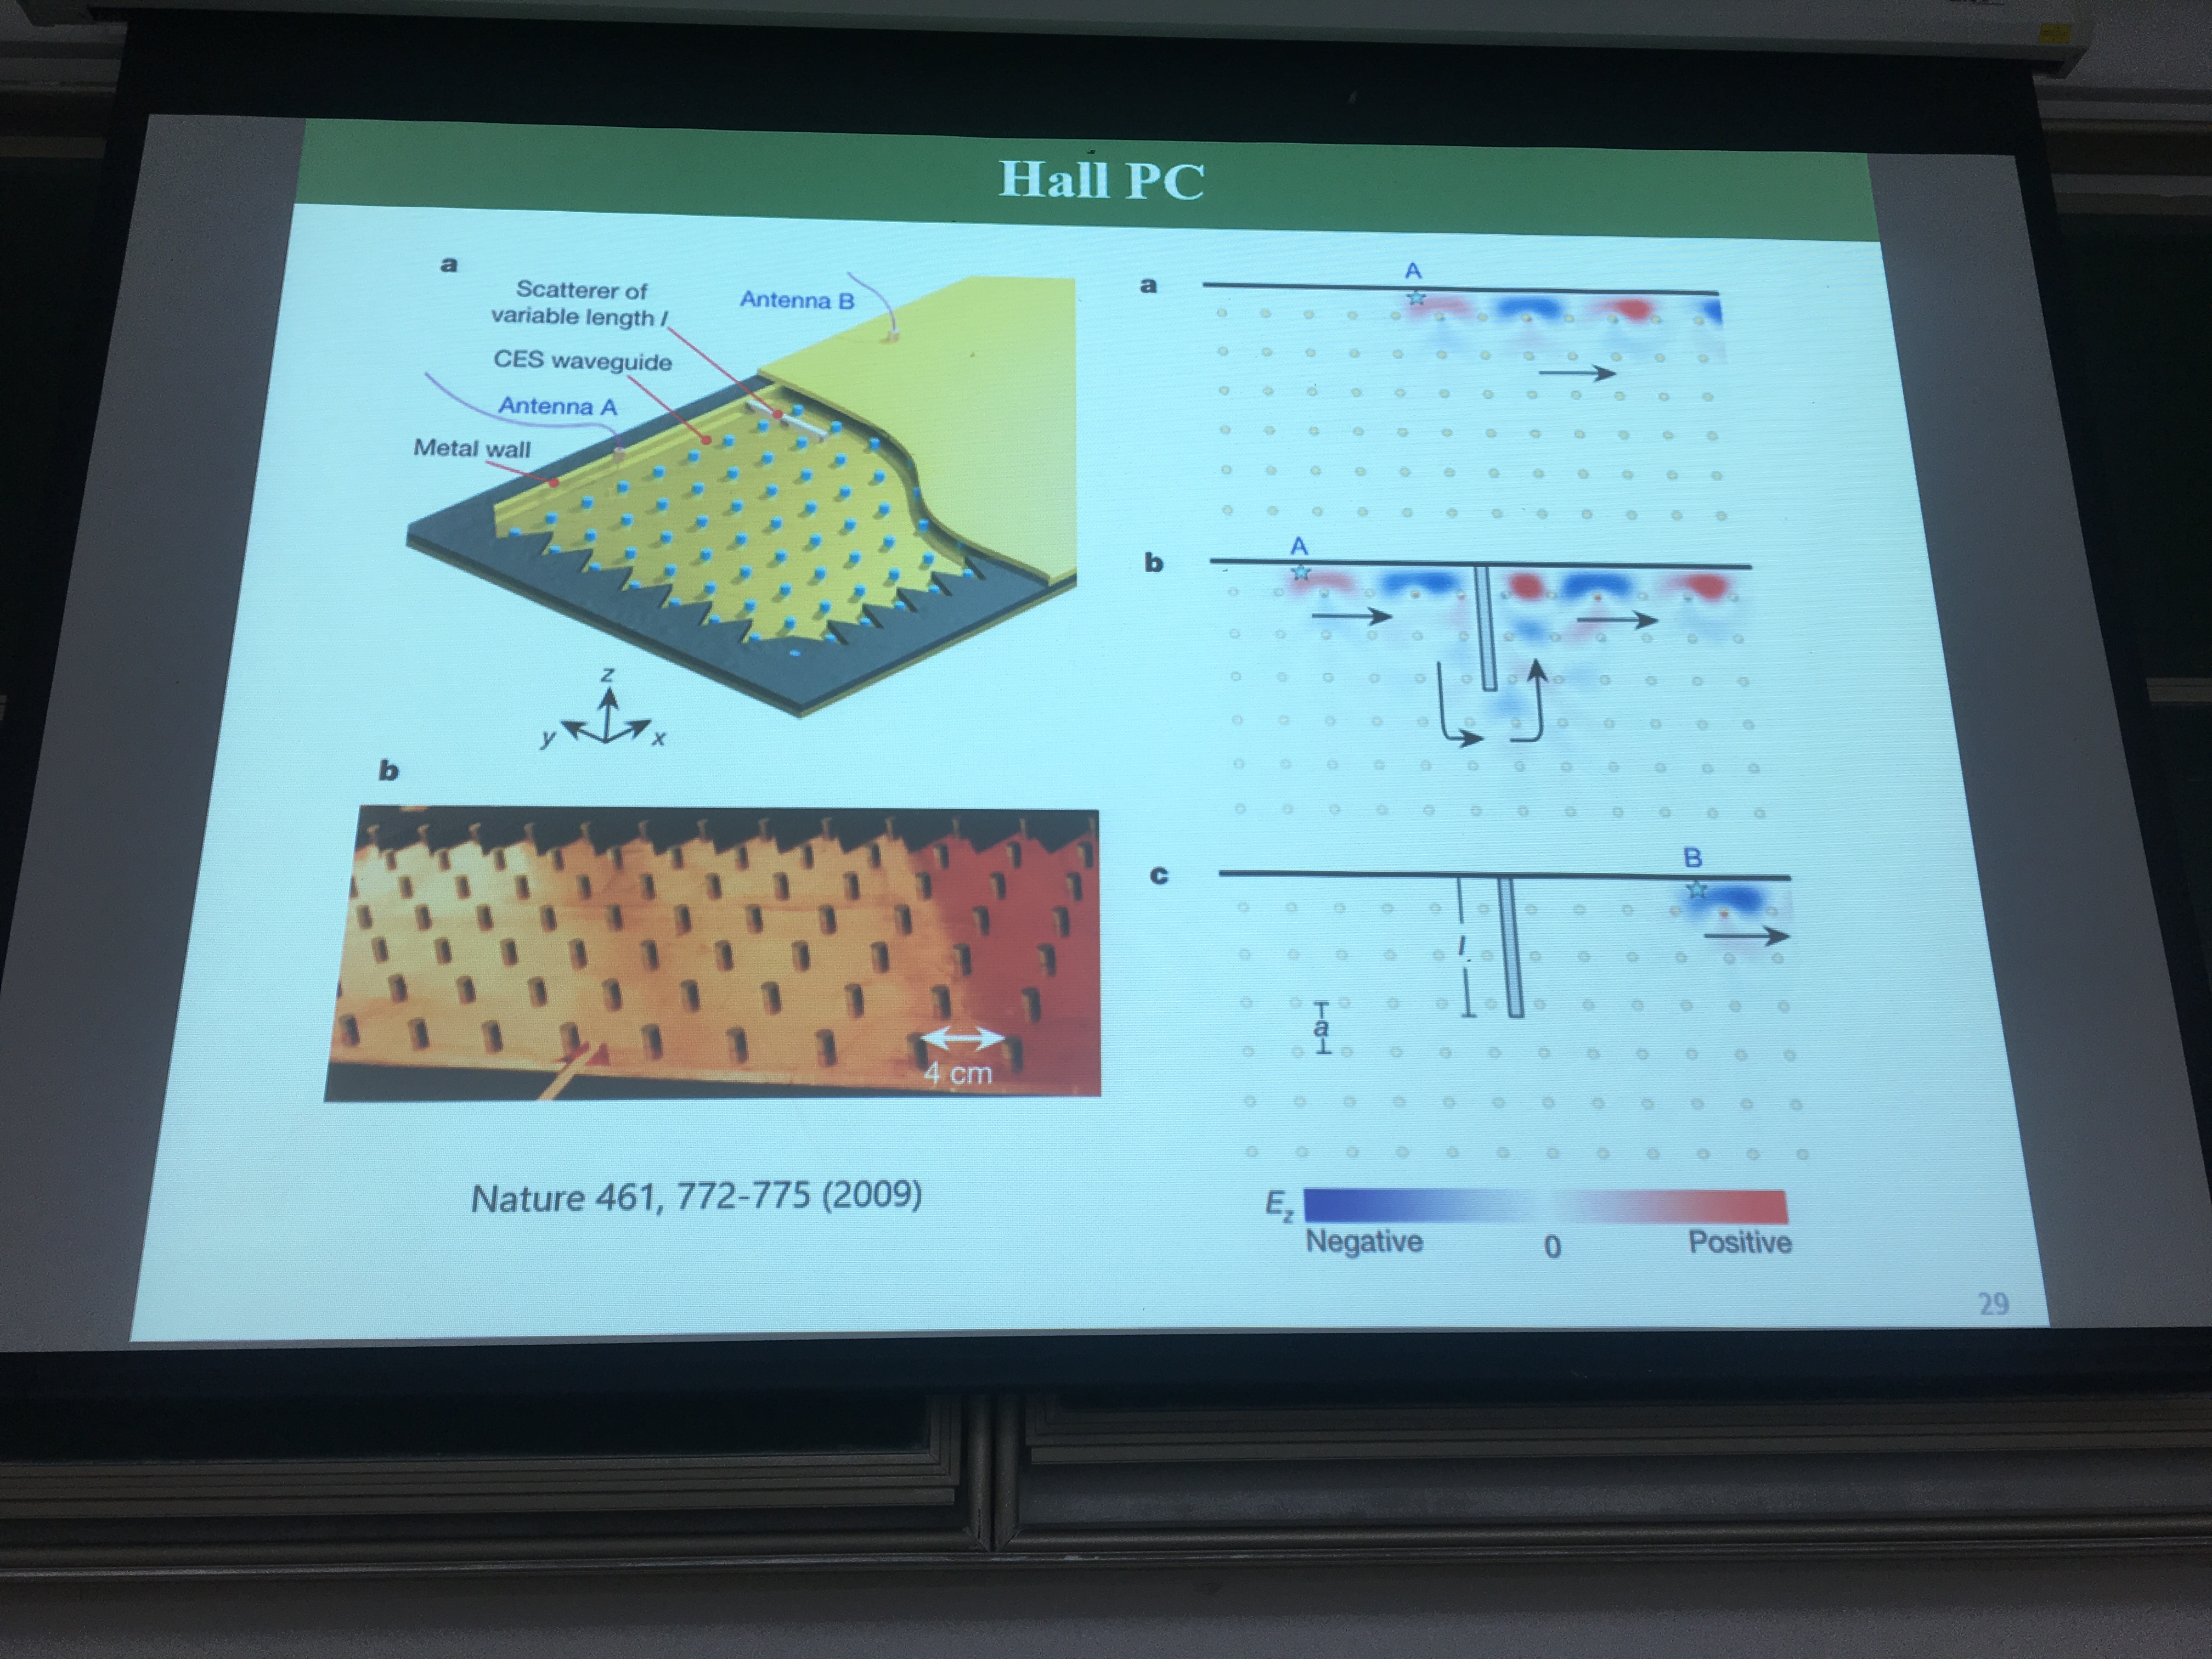 Hall PC
a
Scatterer of
variable length l
Antenna B
CES waveguide
Antenna A
Metal wall
z
y
x
b
4 cm
Nature 461, 772-775 (2009)
a
A
b
A
c
B
l
a
Ez
Negative
0
Positive
29